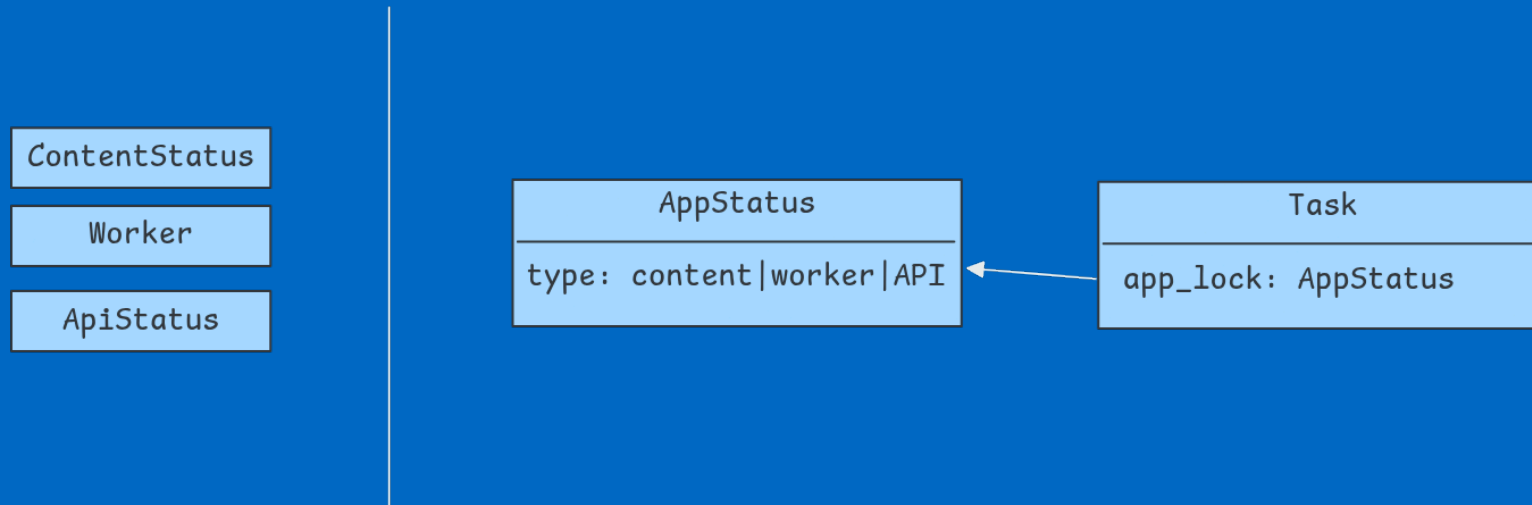 ContentStatus
Worker
ApiStatus
AppStatus
type: content|worker|API
Task
app_lock: AppStatus